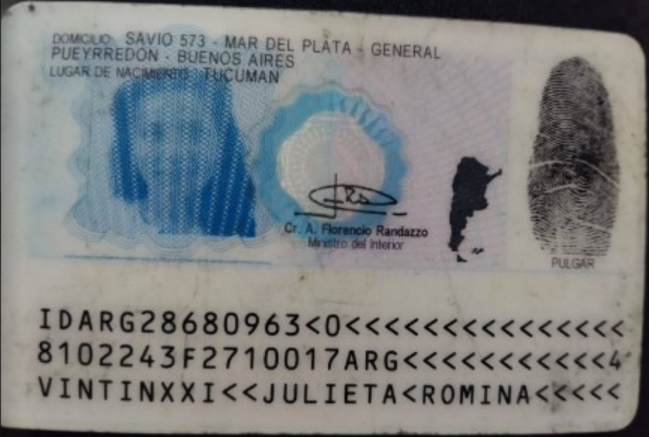 DOMICILIO: SAVIO 573 - MAR DEL PLATA - GENERAL
PUEYRREDON - BUENOS AIRES
LUGAR DE NACIMIENTO: TUCUMAN
Cr. A. Florencio Randazzo
Ministro del Interior
PULGAR
IDARG28680963<0<<<<<<<<<<<<<<<
8102243F2710017ARG<<<<<<<<<<<4
VINTINXXI<<JULIETA<ROMINA<<<<<